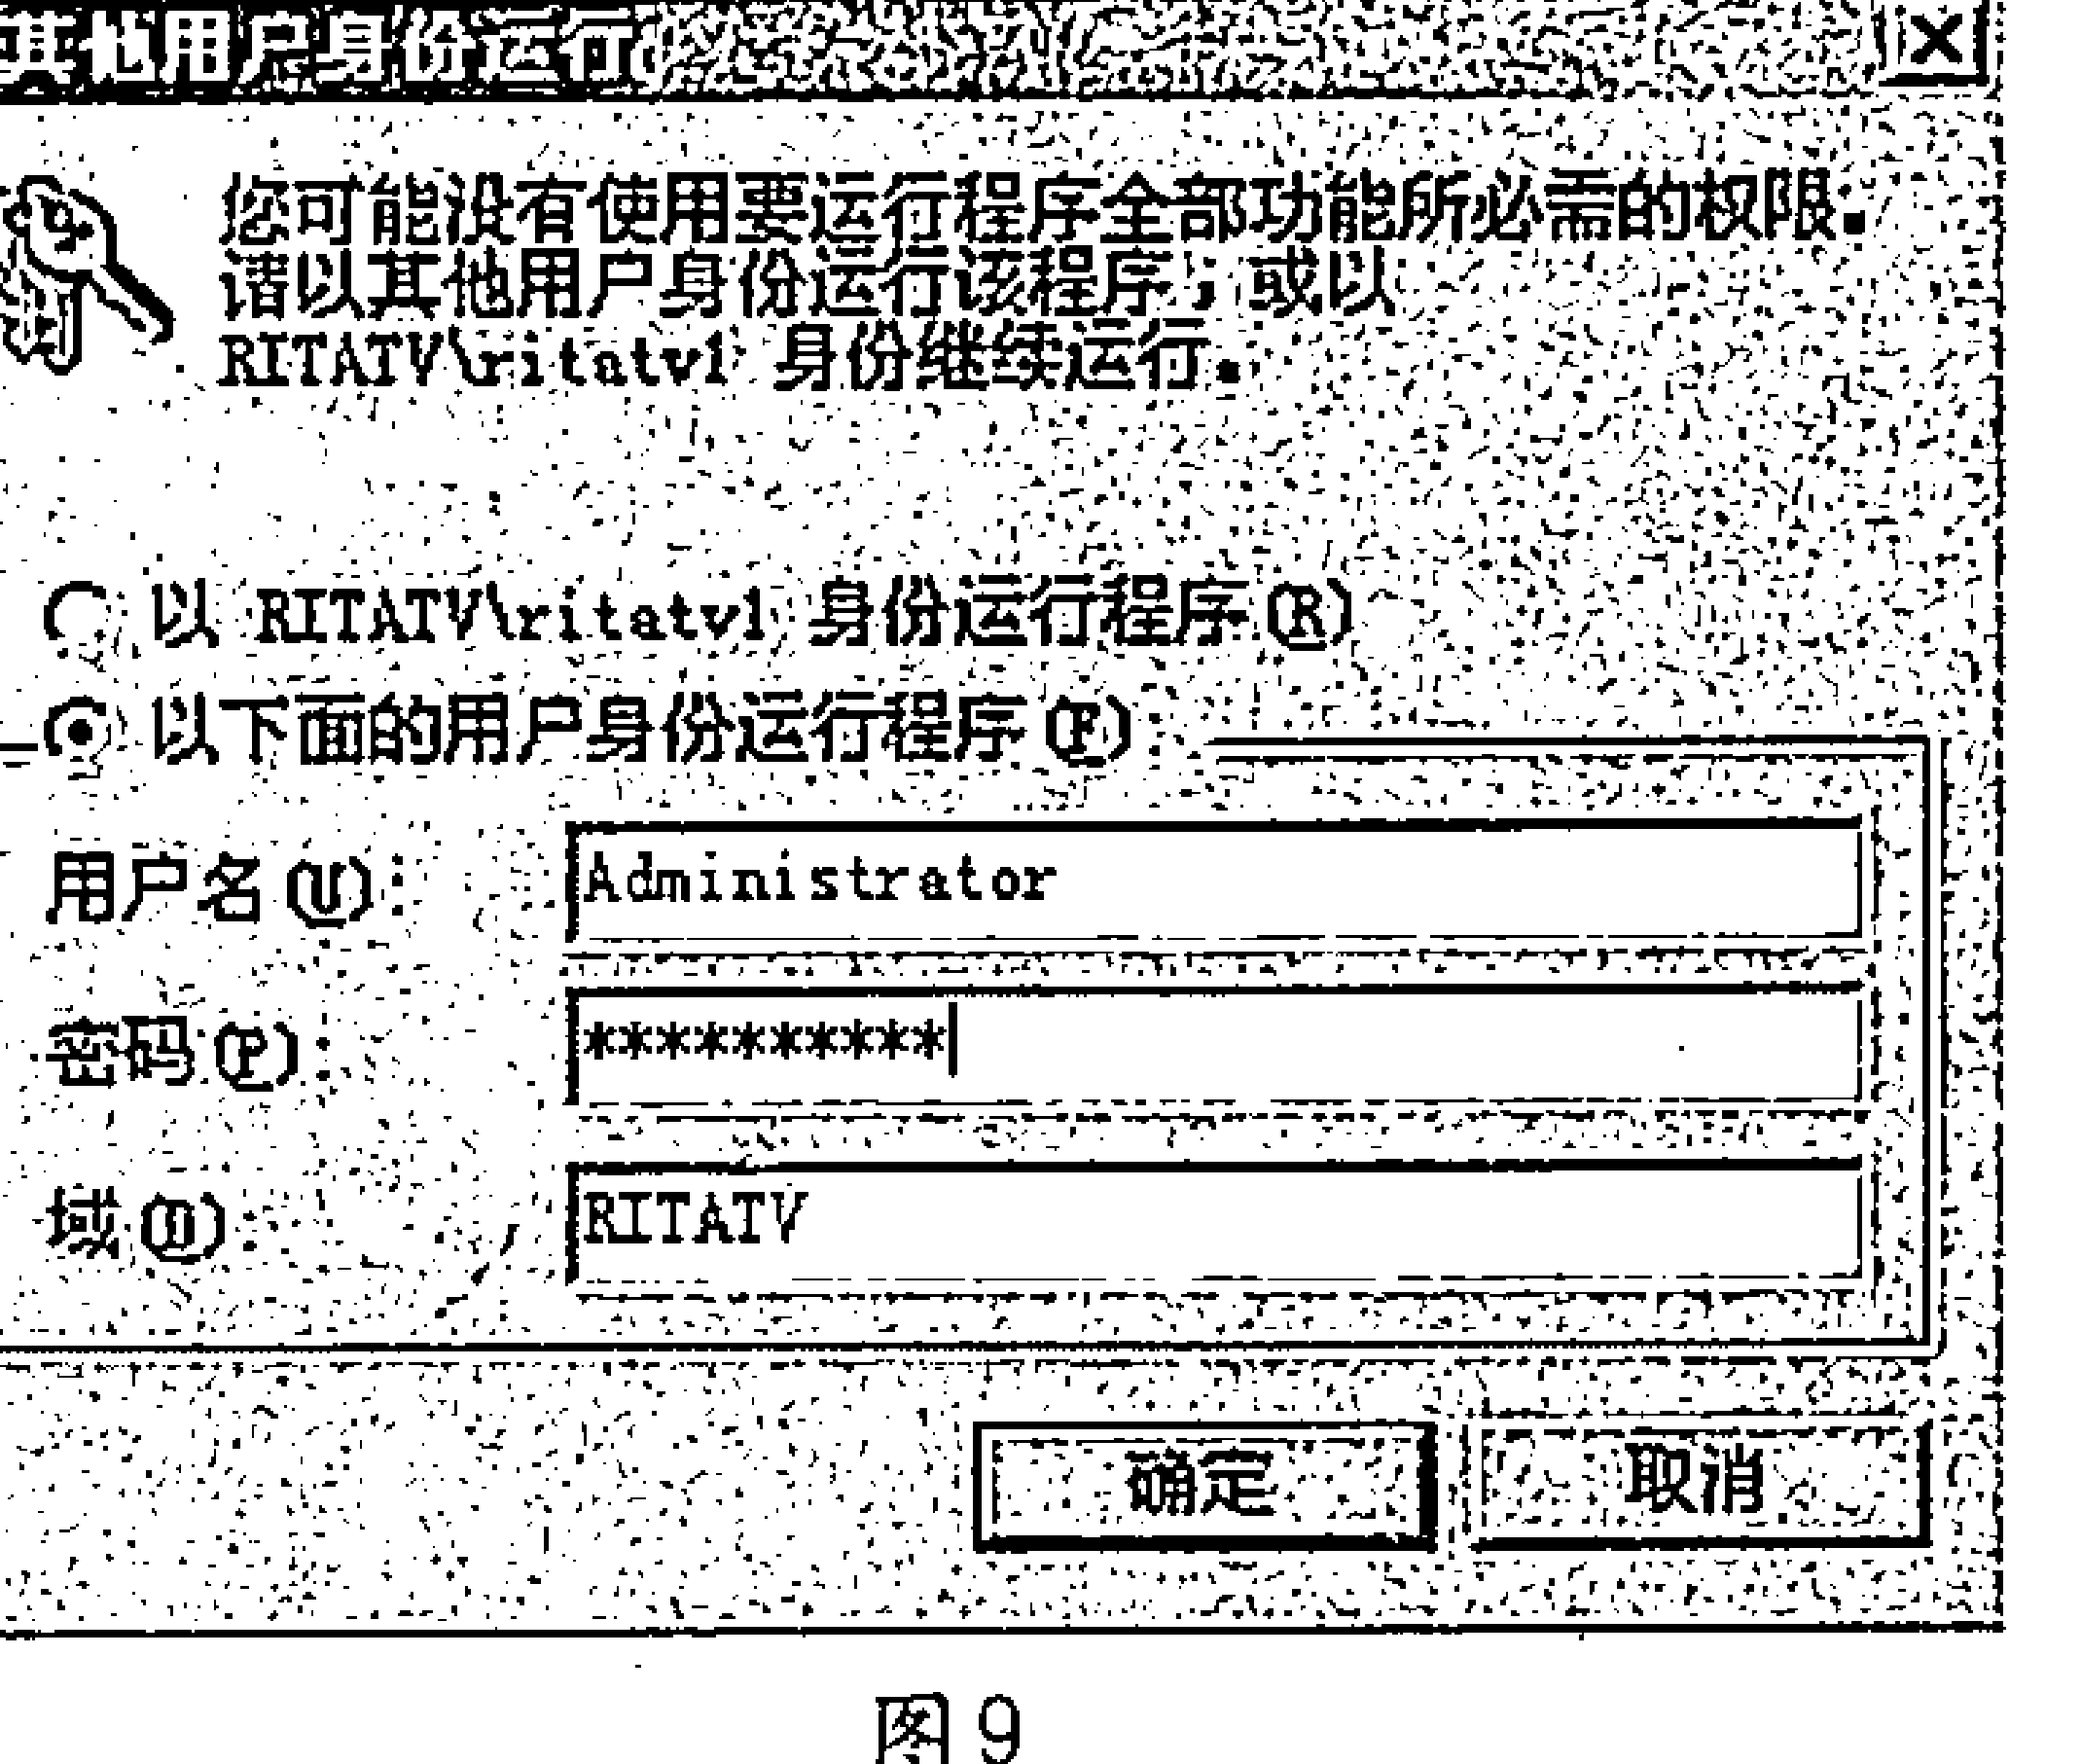 其他用户身份运行
您可能没有使用要运行程序全部功能所必需的权限.
请以其他用户身份运行该程序，或以
RITATV\ritatv1 身份继续运行.
以 RITATV\ritatv1 身份运行程序(R)
以下面的用户身份运行程序(F):
用户名(U): Administrator
密码(P): **********
域(D): RITATV
确定 取消
图 9